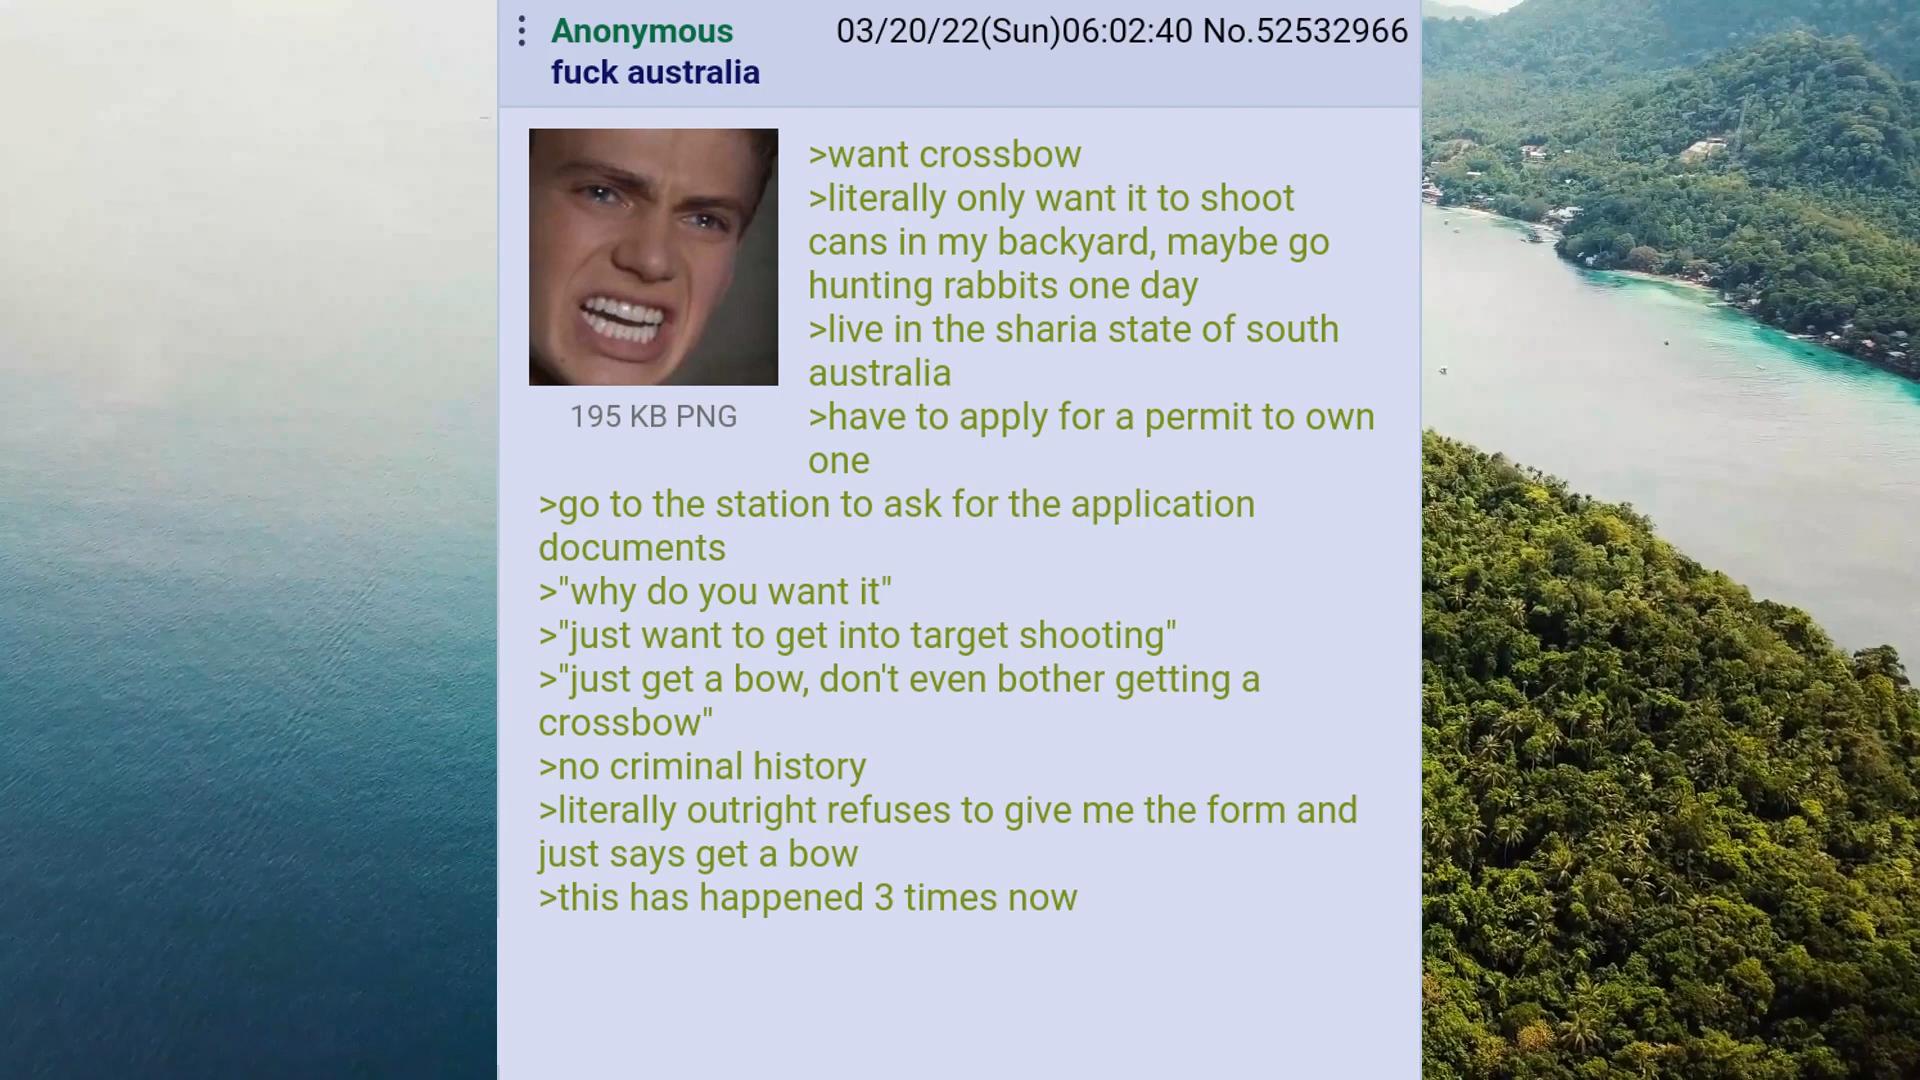 Anonymous 03/20/22(Sun)06:02:40 No.52532966
fuck australia
>want crossbow
>literally only want it to shoot
cans in my backyard, maybe go
hunting rabbits one day
>live in the sharia state of south
australia
>have to apply for a permit to own
one
195 KB PNG
>go to the station to ask for the application
documents
>"why do you want it"
>"just want to get into target shooting"
>"just get a bow, don't even bother getting a
crossbow"
>no criminal history
>literally outright refuses to give me the form and
just says get a bow
>this has happened 3 times now